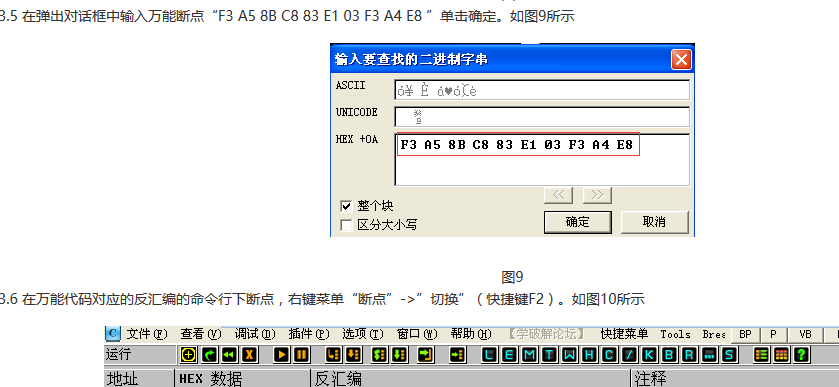 3.5 在弹出对话框中输入万能断点“F3 A5 8B C8 83 E1 03 F3 A4 E8 ”单击确定。如图9所示
输入要查找的二进制字串
ASCII
UNICODE
HEX +0A
F3 A5 8B C8 83 E1 03 F3 A4 E8
<< >>
整个块
区分大小写
确定 取消
图9
3.6 在万能代码对应的反汇编的命令行下断点，右键菜单“断点”->”切换”（快捷键F2）。如图10所示
C 文件(F) 查看(V) 调试(D) 插件(P) 选项(T) 窗口(W) 帮助(H) 【学破解论坛】 快捷菜单 Tools BP P VB
运行 L E M T W H C / K B R ... S ?
地址 HEX 数据 反汇编 注释